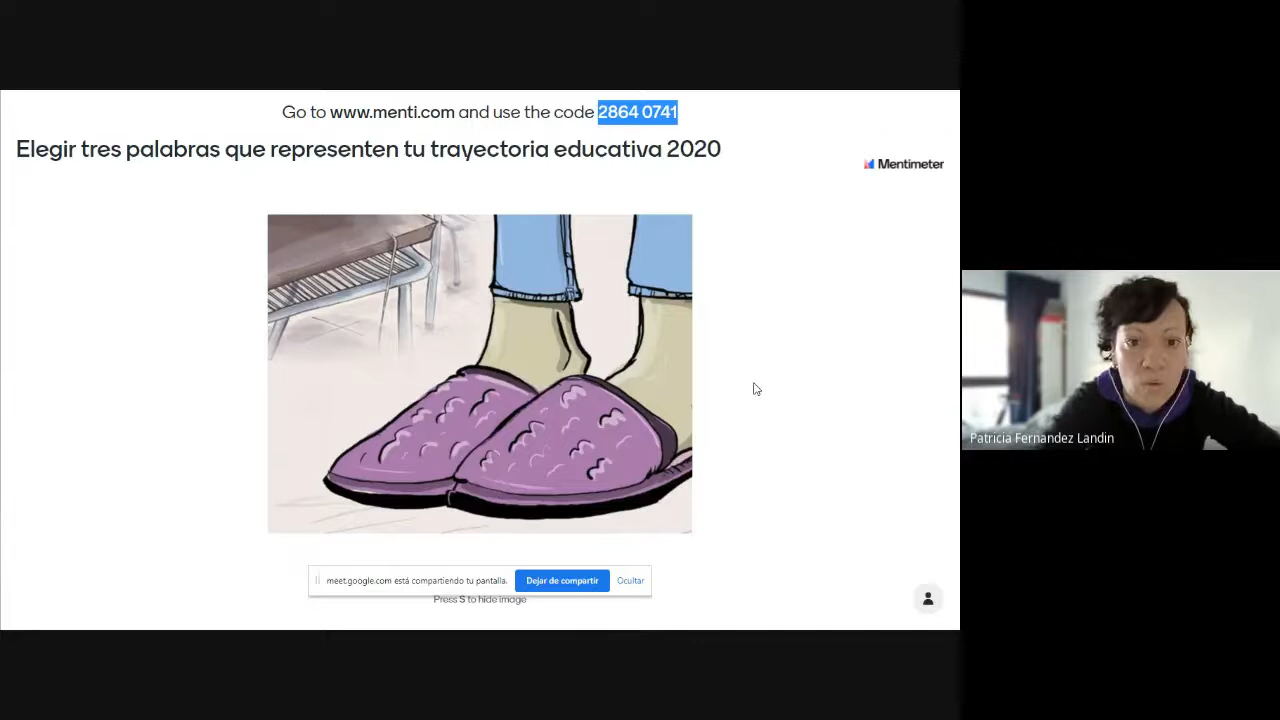 Go to www.menti.com and use the code 2864 0741
Elegir tres palabras que representen tu trayectoria educativa 2020
Mentimeter
Patricia Fernandez Landin
meet.google.com está compartiendo tu pantalla.
Dejar de compartir
Ocultar
Press S to hide image